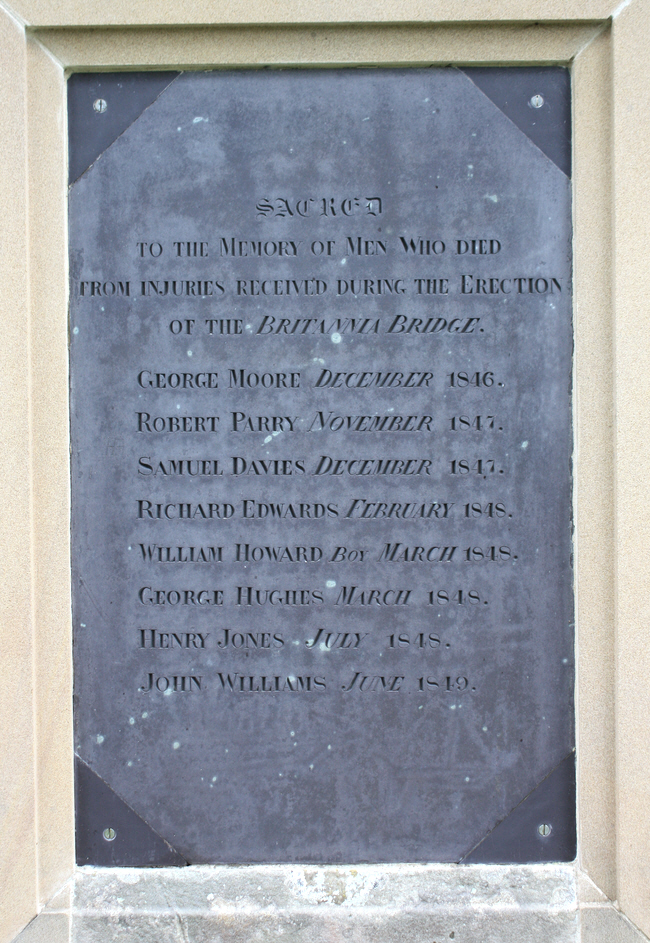 SACRED
TO THE MEMORY OF MEN WHO DIED
FROM INJURIES RECEIVED DURING THE ERECTION
OF THE BRITANNIA BRIDGE.
GEORGE MOORE DECEMBER 1846.
ROBERT PARRY NOVEMBER 1847.
SAMUEL DAVIES DECEMBER 1847.
RICHARD EDWARDS FEBRUARY 1848.
WILLIAM HOWARD BOY MARCH 1848.
GEORGE HUGHES MARCH 1848.
HENRY JONES JULY 1848.
JOHN WILLIAMS JUNE 1849.